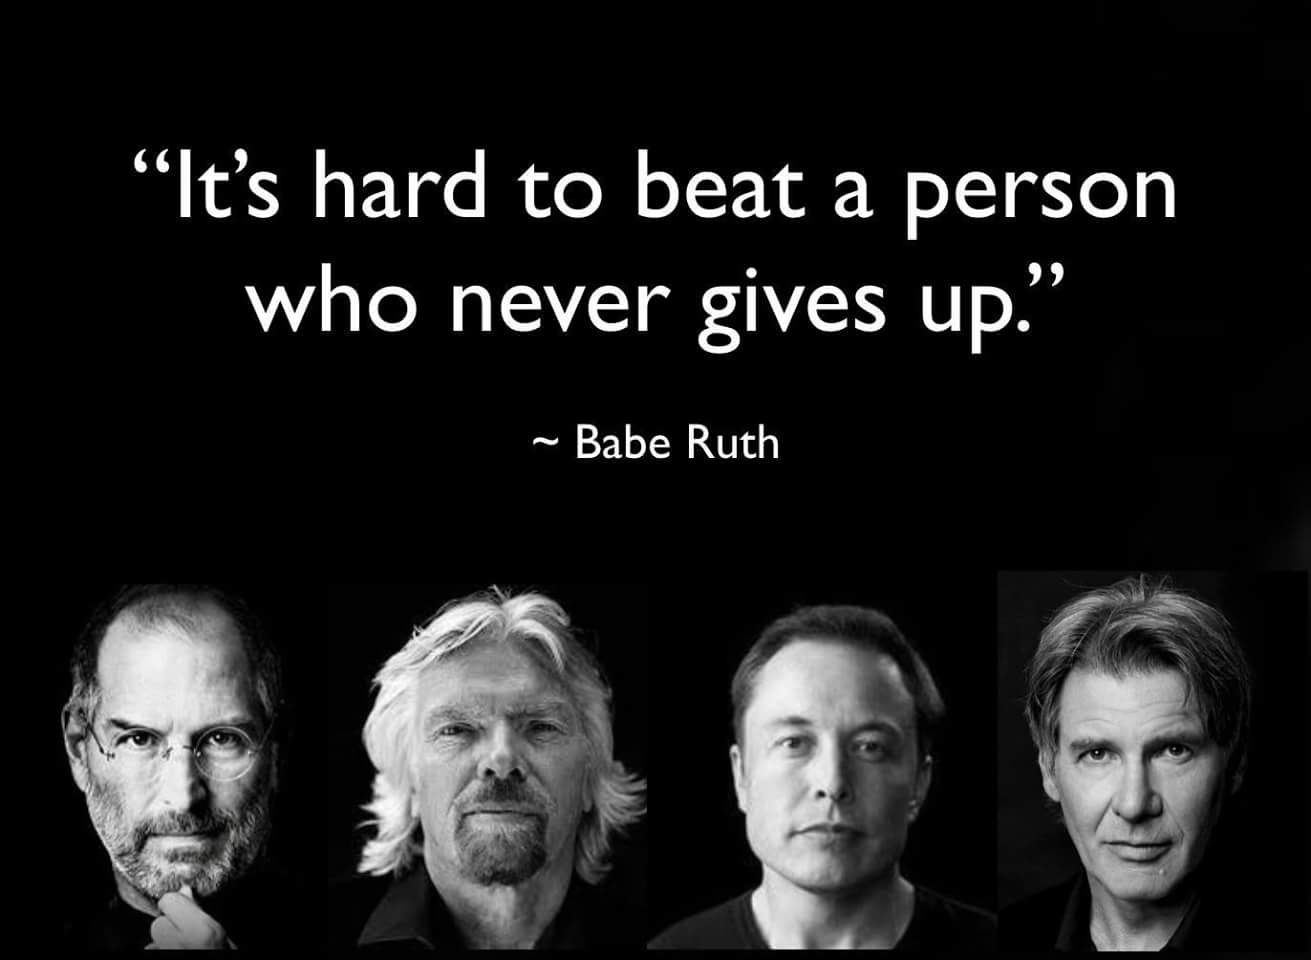 “It’s hard to beat a person
who never gives up.”
~ Babe Ruth